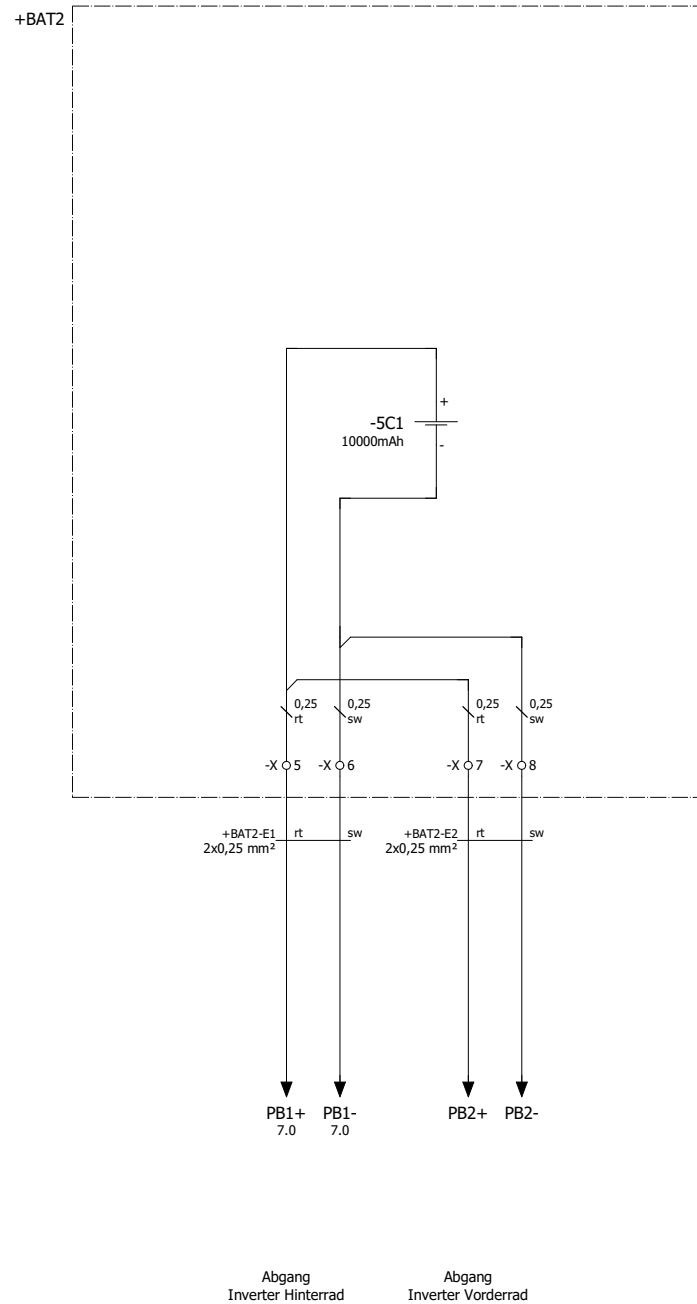 +BAT2
+
-5C1
10000mAh
-
0,25 0,25 0,25 0,25
rt sw rt sw
-X 5 -X 6 -X 7 -X 8
+BAT2-E1 rt sw +BAT2-E2 rt sw
2x0,25 mm² 2x0,25 mm²
PB1+ PB1- PB2+ PB2-
7.0 7.0
Abgang Abgang
Inverter Hinterrad Inverter Vorderrad